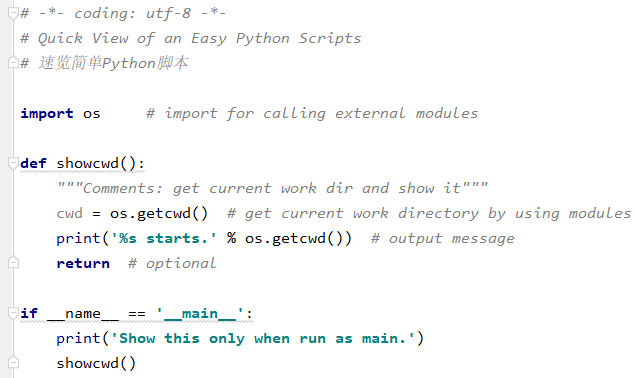 # -*- coding: utf-8 -*-
# Quick View of an Easy Python Scripts
# 速览简单Python脚本
import os     # import for calling external modules
def showcwd():
    """Comments: get current work dir and show it"""
    cwd = os.getcwd()  # get current work directory by using modules
    print('%s starts.' % os.getcwd())  # output message
    return  # optional
if __name__ == '__main__':
    print('Show this only when run as main.')
    showcwd()